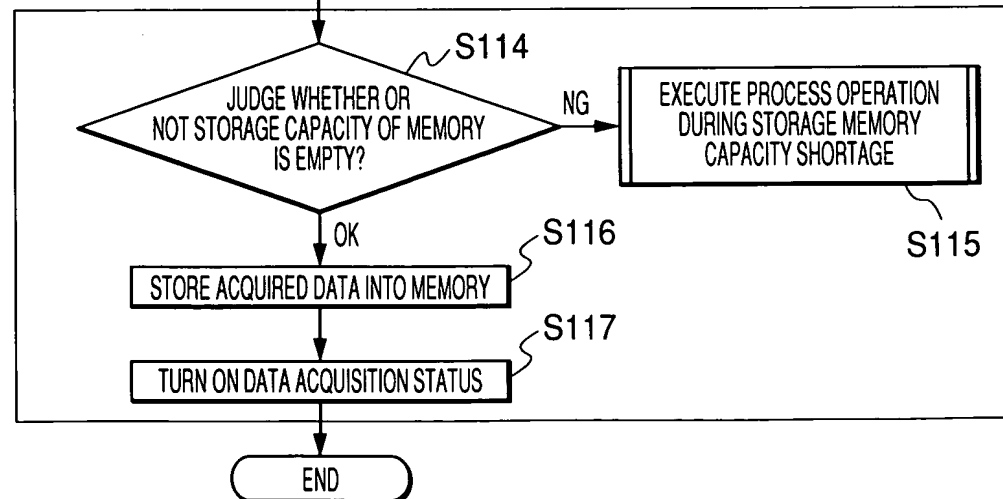 S114
JUDGE WHETHER OR
NOT STORAGE CAPACITY OF MEMORY
IS EMPTY?
NG
EXECUTE PROCESS OPERATION
DURING STORAGE MEMORY
CAPACITY SHORTAGE
S115
OK
S116
STORE ACQUIRED DATA INTO MEMORY
S117
TURN ON DATA ACQUISITION STATUS
END